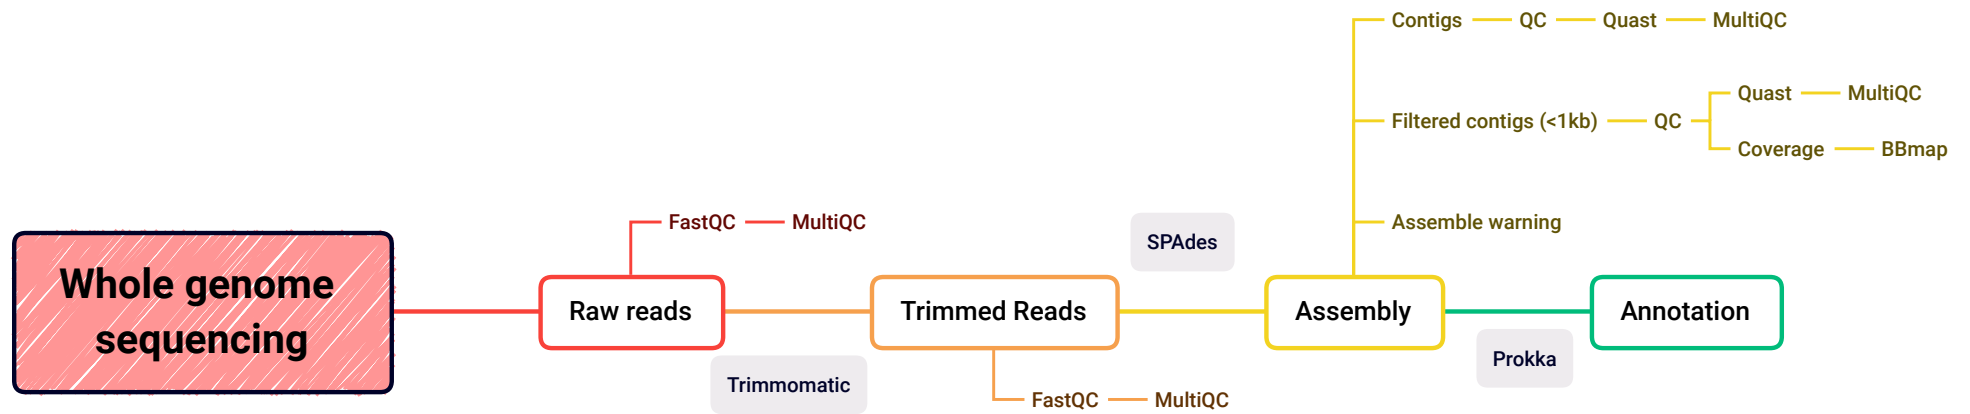 Contigs QC Quast MultiQC
Quast MultiQC
Filtered contigs (<1kb) QC
Coverage BBmap
FastQC MultiQC
Assemble warning
SPAdes
Whole genome
sequencing
Raw reads
Trimmed Reads
Assembly
Annotation
Trimmomatic
Prokka
FastQC MultiQC